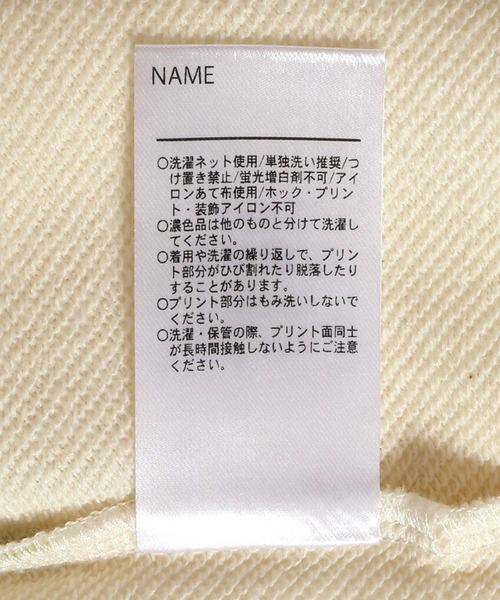 NAME
○洗濯ネット使用/単独洗い推奨/つ
け置き禁止/蛍光増白剤不可/アイ
ロンあて布使用/ホック・プリン
ト・装飾アイロン不可
○濃色品は他のものと分けて洗濯し
てください。
○着用や洗濯の繰り返しで、プリン
ト部分がひび割れたり脱落したり
することがあります。
○プリント部分はもみ洗いしないで
ください。
○洗濯・保管の際、プリント面同士
が長時間接触しないようにご注意
ください。